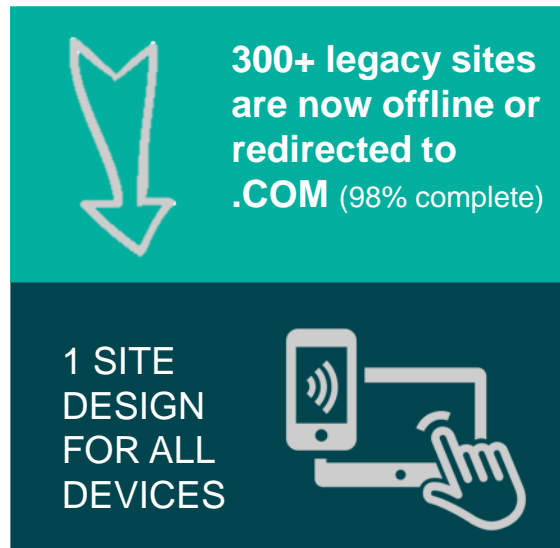 300+ legacy sites
are now offline or
redirected to
.COM (98% complete)
1 SITE
DESIGN
FOR ALL
DEVICES